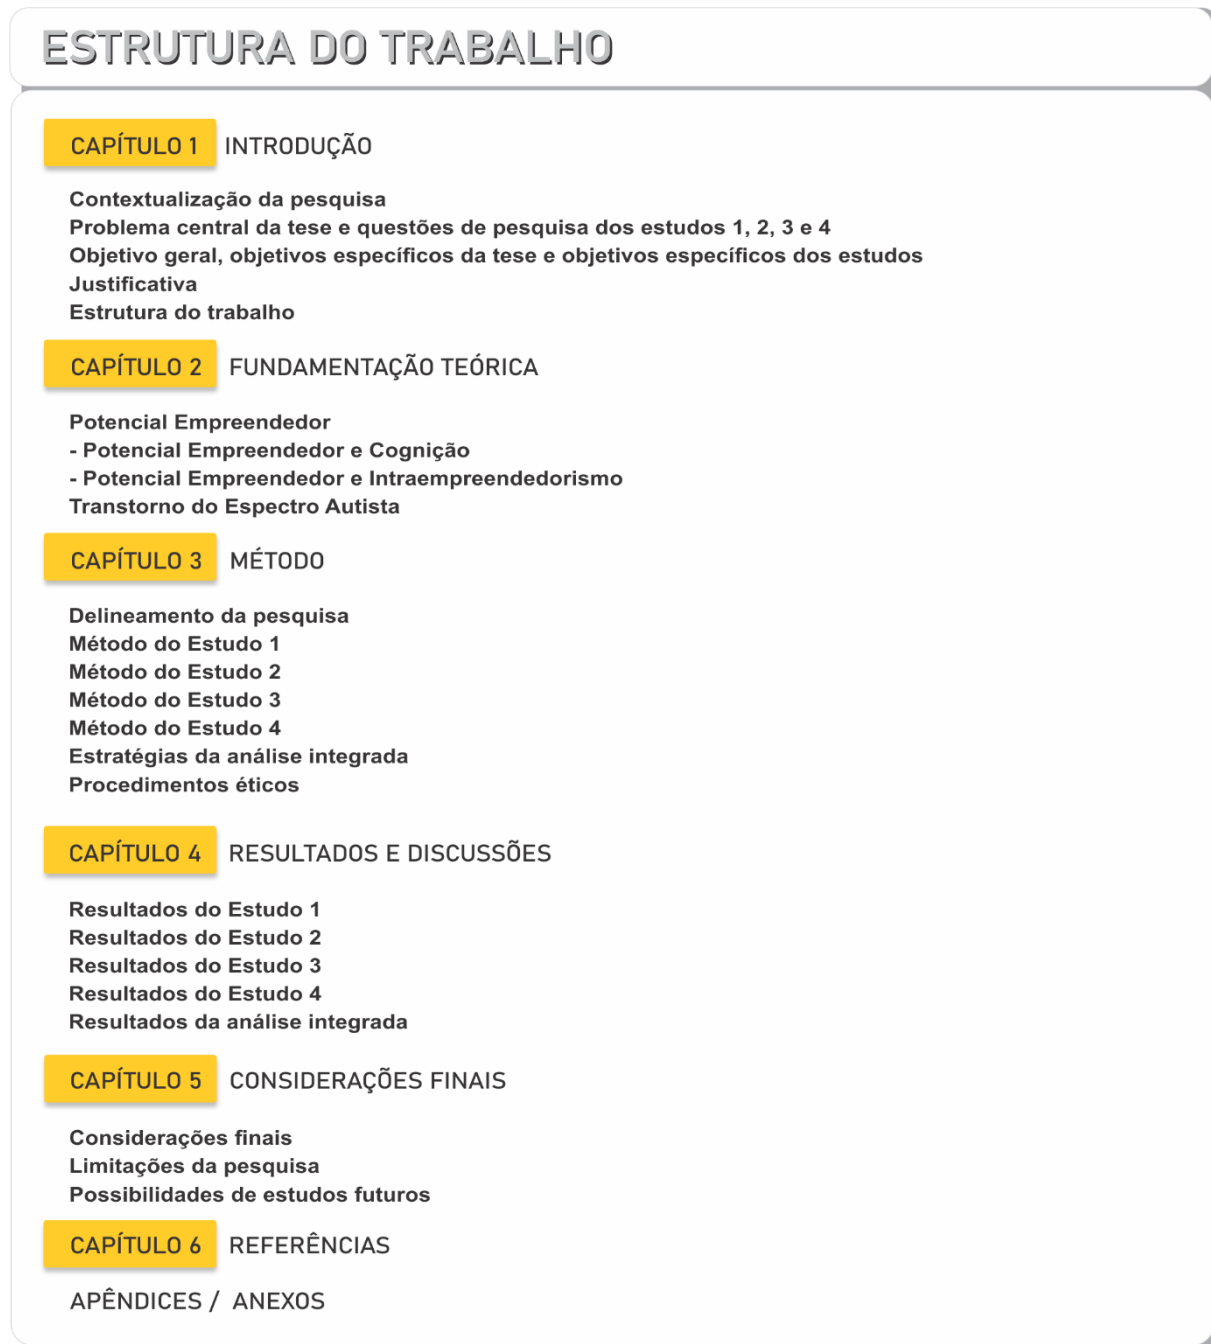 ESTRUTURA DO TRABALHO
CAPÍTULO 1 INTRODUÇÃO
Contextualização da pesquisa
Problema central da tese e questões de pesquisa dos estudos 1, 2, 3 e 4
Objetivo geral, objetivos específicos da tese e objetivos específicos dos estudos
Justificativa
Estrutura do trabalho
CAPÍTULO 2 FUNDAMENTAÇÃO TEÓRICA
Potencial Empreendedor
- Potencial Empreendedor e Cognição
- Potencial Empreendedor e Intraempreendedorismo
Transtorno do Espectro Autista
CAPÍTULO 3 MÉTODO
Delineamento da pesquisa
Método do Estudo 1
Método do Estudo 2
Método do Estudo 3
Método do Estudo 4
Estratégias da análise integrada
Procedimentos éticos
CAPÍTULO 4 RESULTADOS E DISCUSSÕES
Resultados do Estudo 1
Resultados do Estudo 2
Resultados do Estudo 3
Resultados do Estudo 4
Resultados da análise integrada
CAPÍTULO 5 CONSIDERAÇÕES FINAIS
Considerações finais
Limitações da pesquisa
Possibilidades de estudos futuros
CAPÍTULO 6 REFERÊNCIAS
APÊNDICES / ANEXOS